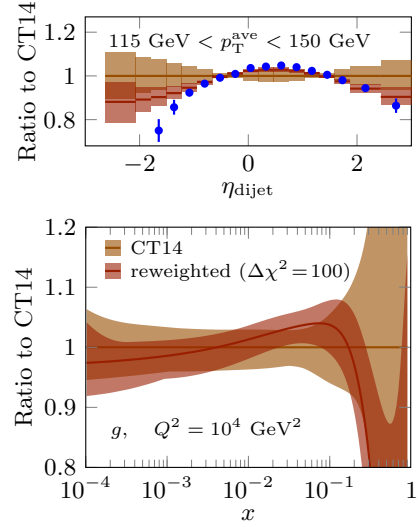 115 GeV < p_T^ave < 150 GeV
Ratio to CT14
1
0.8
−2 0 2
η_dijet
1.2
1.1
1
0.9
0.8
Ratio to CT14
CT14
reweighted (Δχ² = 100)
g, Q² = 10⁴ GeV²
10⁻⁴ 10⁻³ 10⁻² 10⁻¹ 1
x